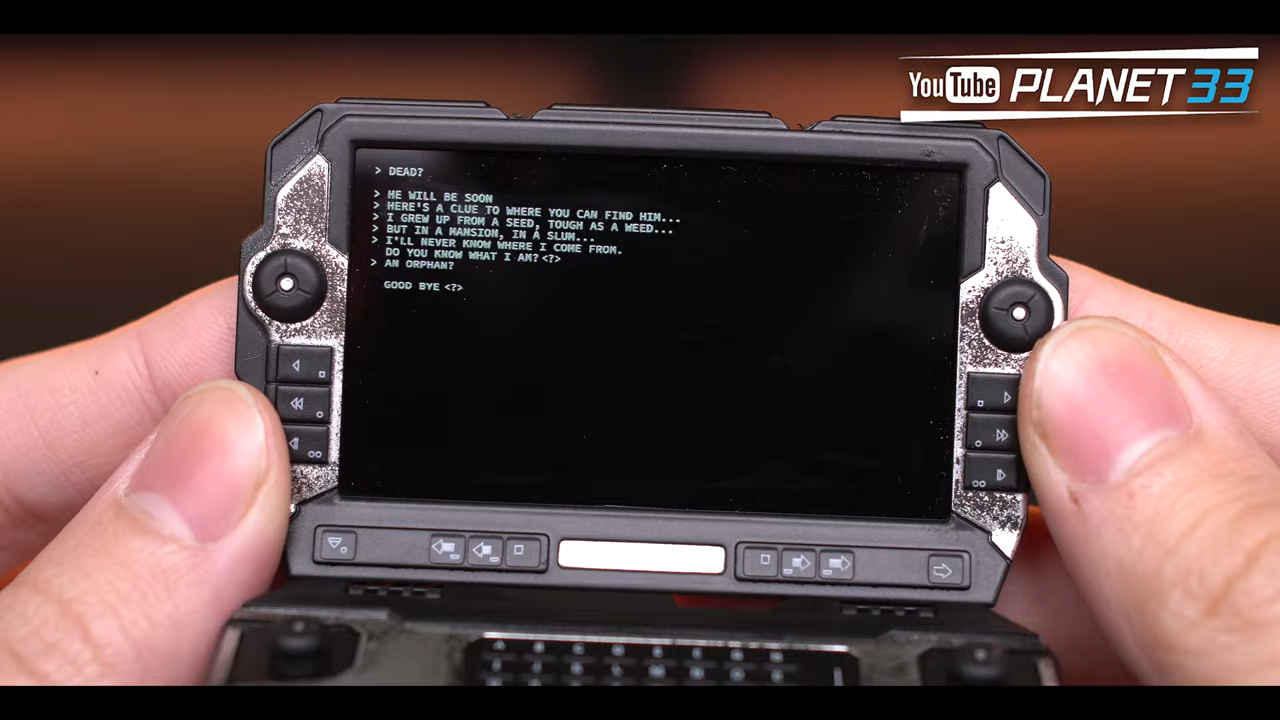 YouTube PLANET 33
> DEAD?
> HE WILL BE SOON
> HERE'S A CLUE TO WHERE YOU CAN FIND HIM...
> I GREW UP FROM A SEED, TOUGH AS A WEED...
> BUT IN A MANSION, IN A SLUM...
> I'LL NEVER KNOW WHERE I COME FROM.
DO YOU KNOW WHAT I AM? <?>
> AN ORPHAN?
GOOD BYE <?>